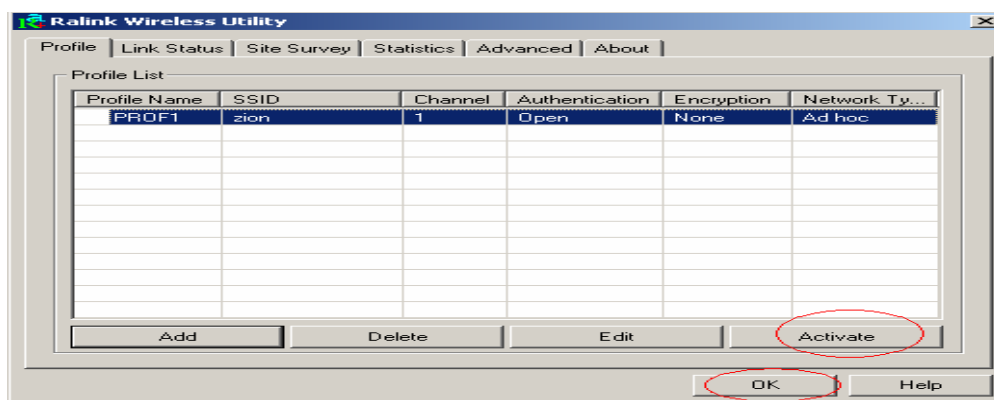 Ralink Wireless Utility
Profile Link Status Site Survey Statistics Advanced About
Profile List
Profile Name SSID Channel Authentication Encryption Network Ty...
PROF1 zion 1 Open None Ad hoc
Add Delete Edit Activate
OK Help